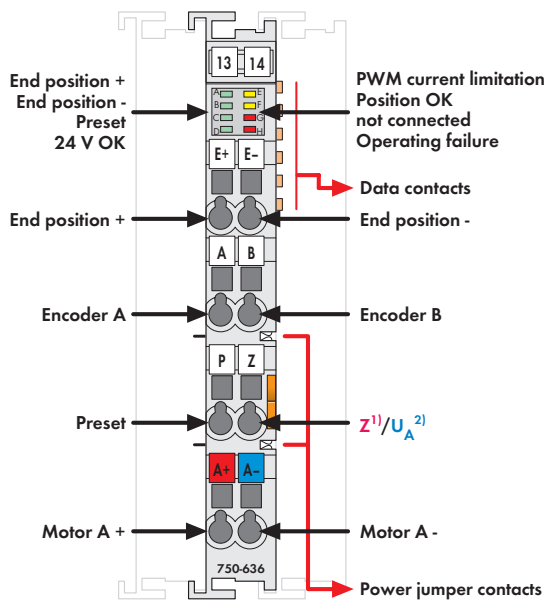 13 14
End position +
End position -
Preset
24 V OK
A E
B F
C G
D H
PWM current limitation
Position OK
not connected
Operating failure
E+ E–
Data contacts
End position +
End position -
A B
Encoder A
Encoder B
P Z
Preset
Z1)/UA2)
A+ A–
Motor A +
Motor A -
750-636
Power jumper contacts